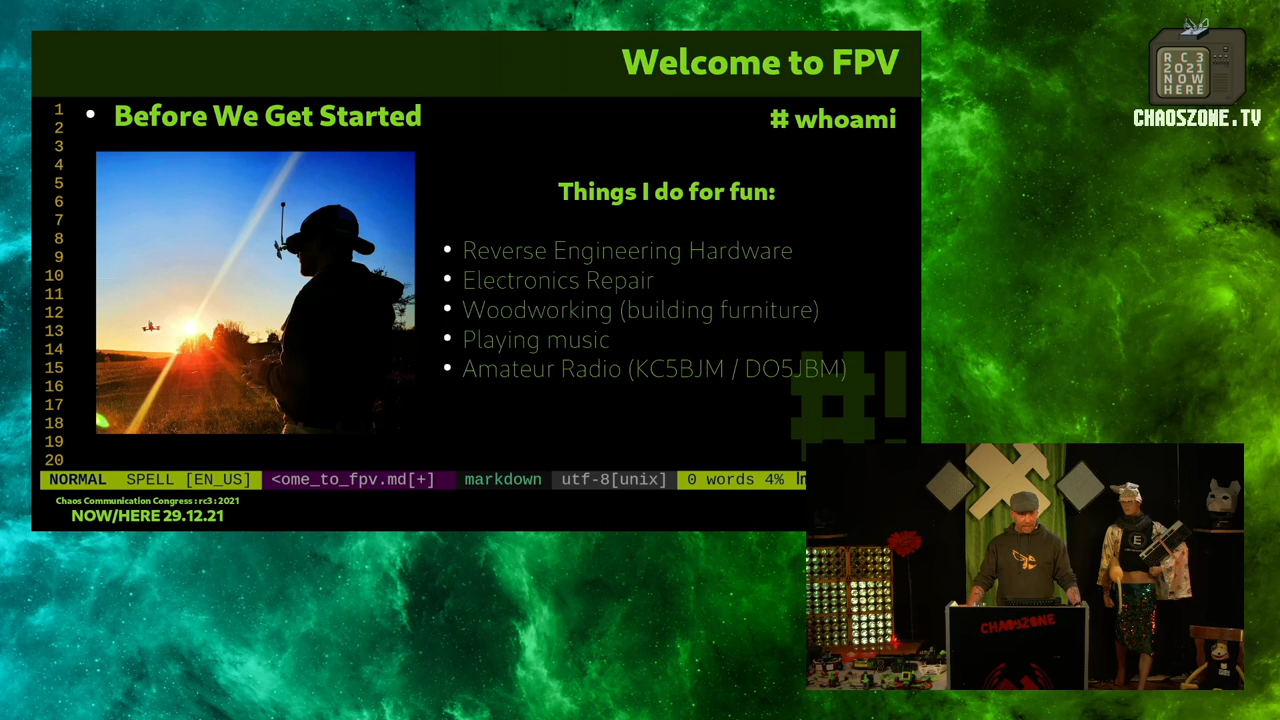 Welcome to FPV
• Before We Get Started
# whoami
Things I do for fun:
• Reverse Engineering Hardware
• Electronics Repair
• Woodworking (building furniture)
• Playing music
• Amateur Radio (KC5BJM / DO5JBM)
#!
1
2
3
4
5
6
7
8
9
10
11
12
13
14
15
16
17
18
19
20
NORMAL SPELL [EN_US] <ome_to_fpv.md[+] markdown utf-8[unix] 0 words 4%
Chaos Communication Congress : rc3 : 2021
NOW/HERE 29.12.21
RC3
2021
NOW
HERE
CHAOSZONE.TV
CHAOSZONE
E